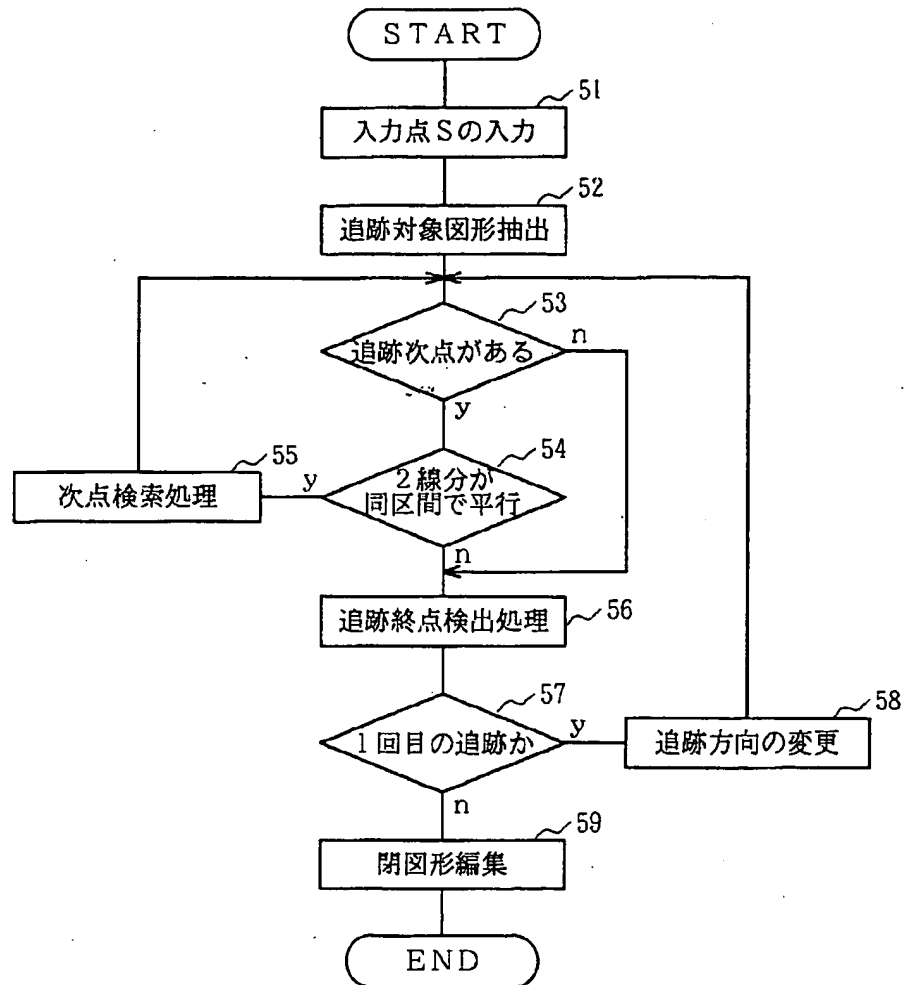 START
51
入力点Sの入力
52
追跡対象図形抽出
53
追跡次点がある
n
y
54
2線分が
同区間で平行
y
n
55
次点検索処理
追跡終点検出処理
56
57
1回目の追跡か
y
n
58
追跡方向の変更
59
閉図形編集
END